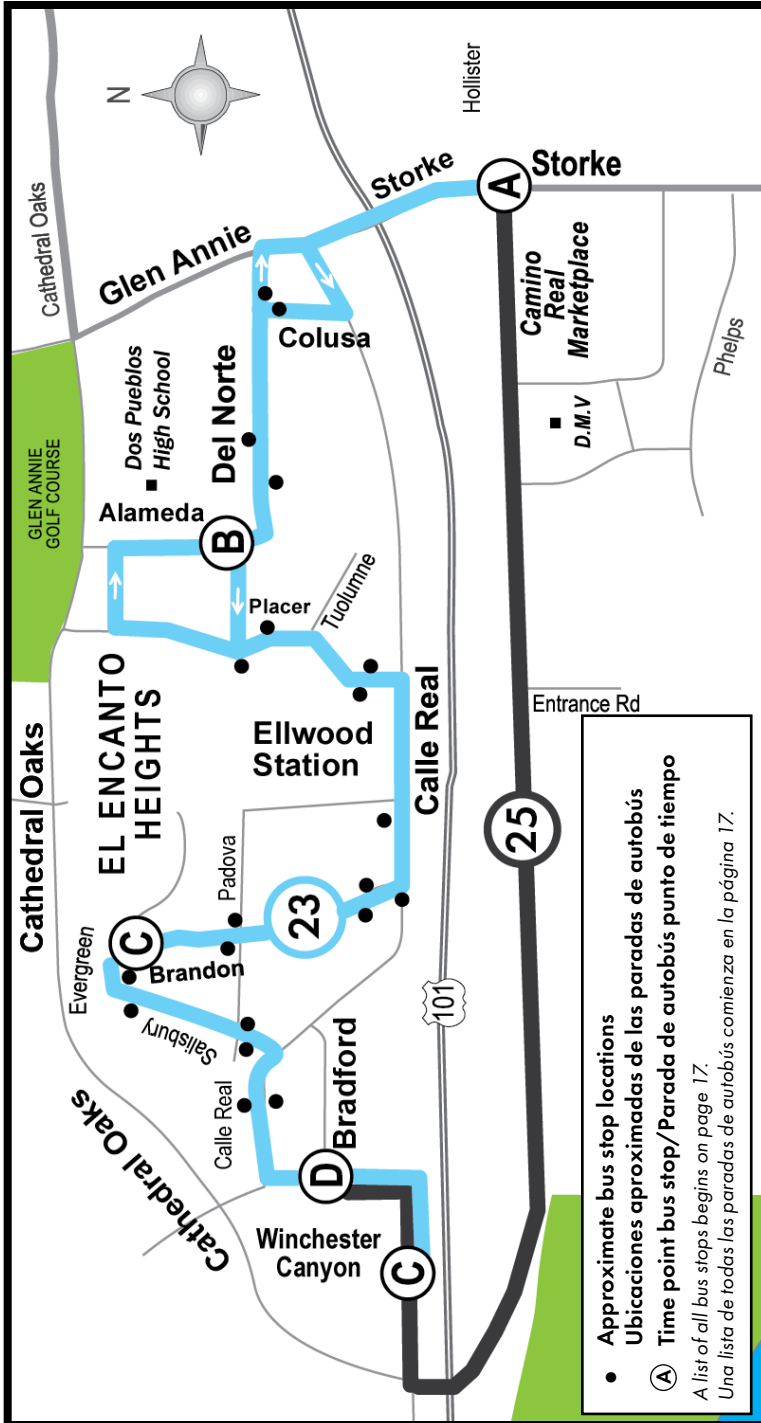 Cathedral Oaks
Evergreen
EL ENCANTO
HEIGHTS
GLEN ANNIE
GOLF COURSE
Cathedral Oaks
N
Cathedral Oaks
Salisbury
Calle Real
C
Brandon
Padova
Alameda
Dos Pueblos
High School
Glen Annie
B
Placer
Del Norte
23
Ellwood
Station
Tuolumne
Colusa
D
Bradford
Winchester
Canyon
C
Calle Real
Storke
101
Hollister
A
Storke
25
Entrance Rd
D.M.V
Camino
Real
Marketplace
Phelps
Approximate bus stop locations
Ubicaciones aproximadas de las paradas de autobús
A Time point bus stop/Parada de autobús punto de tiempo
A list of all bus stops begins on page 17.
Una lista de todas las paradas de autobús comienza en la página 17.